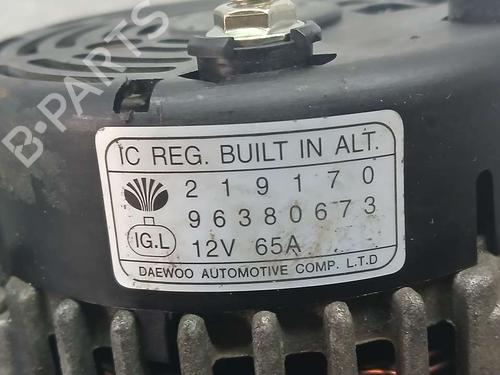 IC REG. BUILT IN ALT.
219170
96380673
IG.L 12V 65A
DAEWOO AUTOMOTIVE COMP. L.T.D
B-PARTS